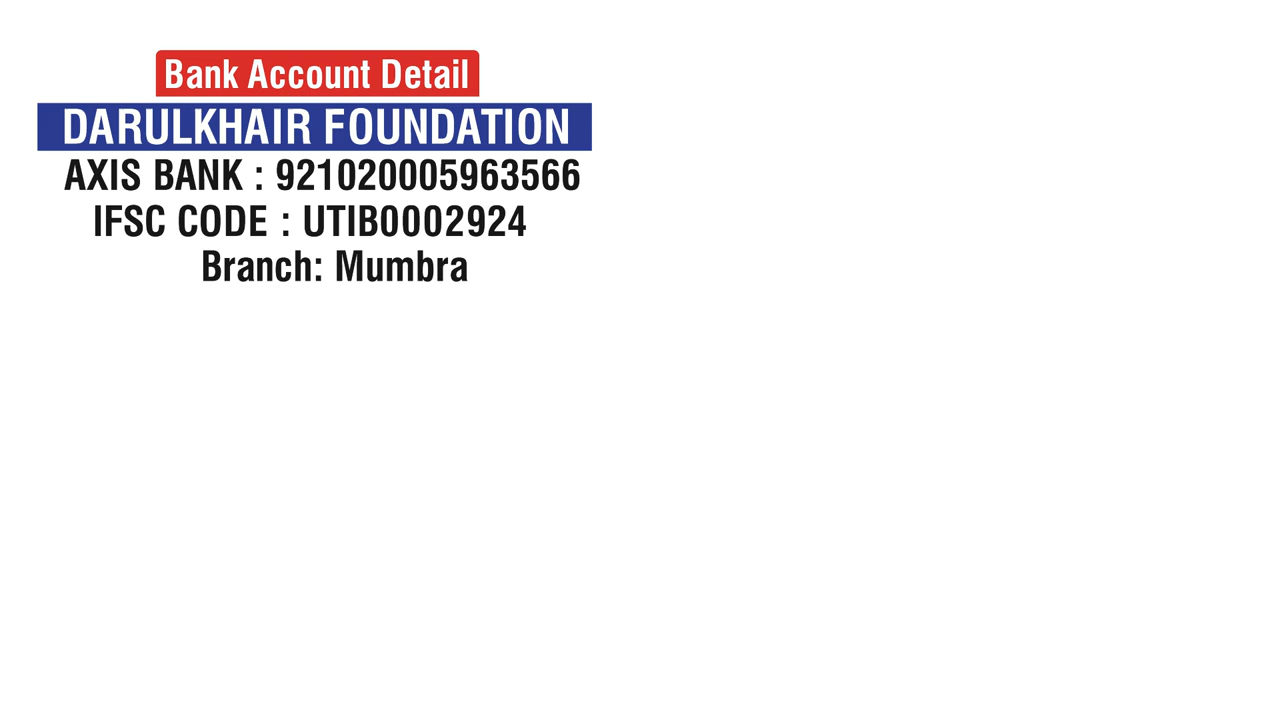 Bank Account Detail
DARULKHAIR FOUNDATION
AXIS BANK : 921020005963566
IFSC CODE : UTIB0002924
Branch: Mumbra